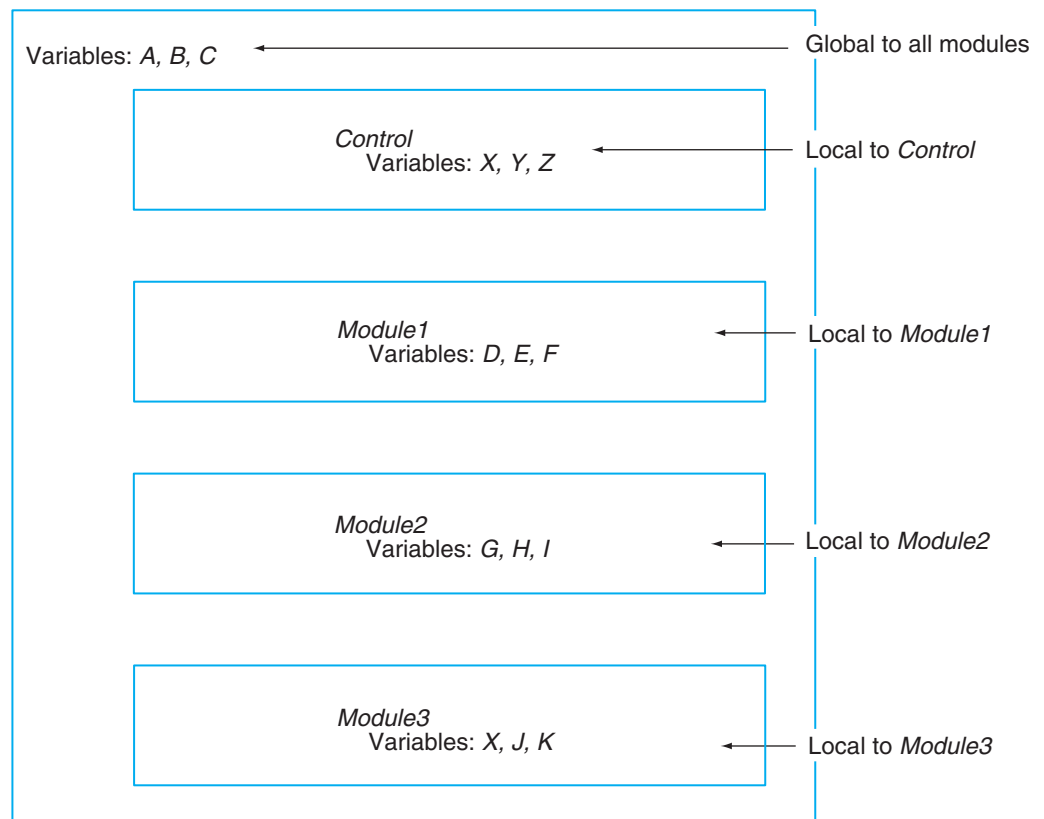 Variables: A, B, C
Global to all modules
Control
Variables: X, Y, Z
Local to Control
Module1
Variables: D, E, F
Local to Module1
Module2
Variables: G, H, I
Local to Module2
Module3
Variables: X, J, K
Local to Module3